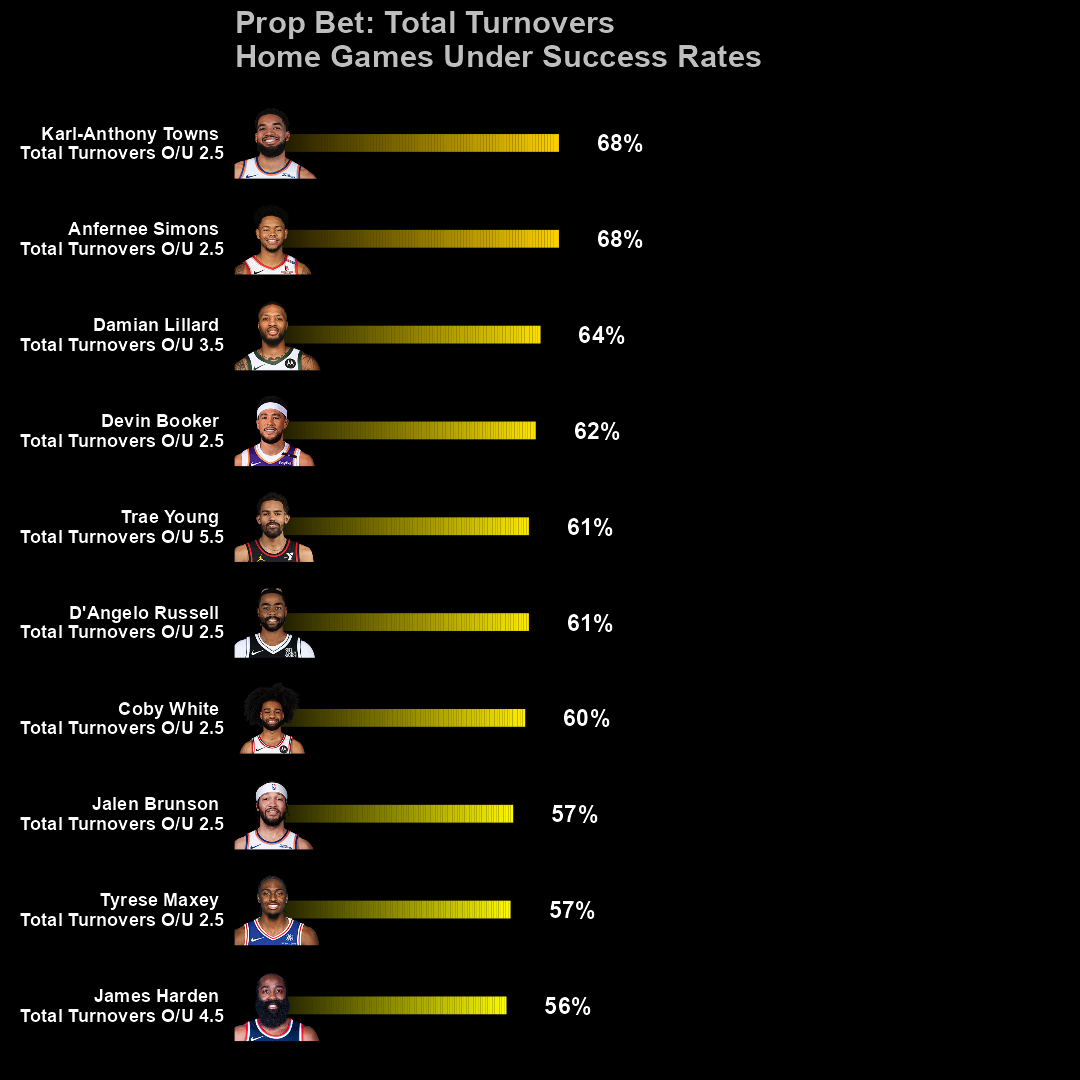 Prop Bet: Total Turnovers
Home Games Under Success Rates
Karl-Anthony Towns
Total Turnovers O/U 2.5
68%
Anfernee Simons
Total Turnovers O/U 2.5
68%
Damian Lillard
Total Turnovers O/U 3.5
64%
Devin Booker
Total Turnovers O/U 2.5
62%
Trae Young
Total Turnovers O/U 5.5
61%
D'Angelo Russell
Total Turnovers O/U 2.5
61%
Coby White
Total Turnovers O/U 2.5
60%
Jalen Brunson
Total Turnovers O/U 2.5
57%
Tyrese Maxey
Total Turnovers O/U 2.5
57%
James Harden
Total Turnovers O/U 4.5
56%